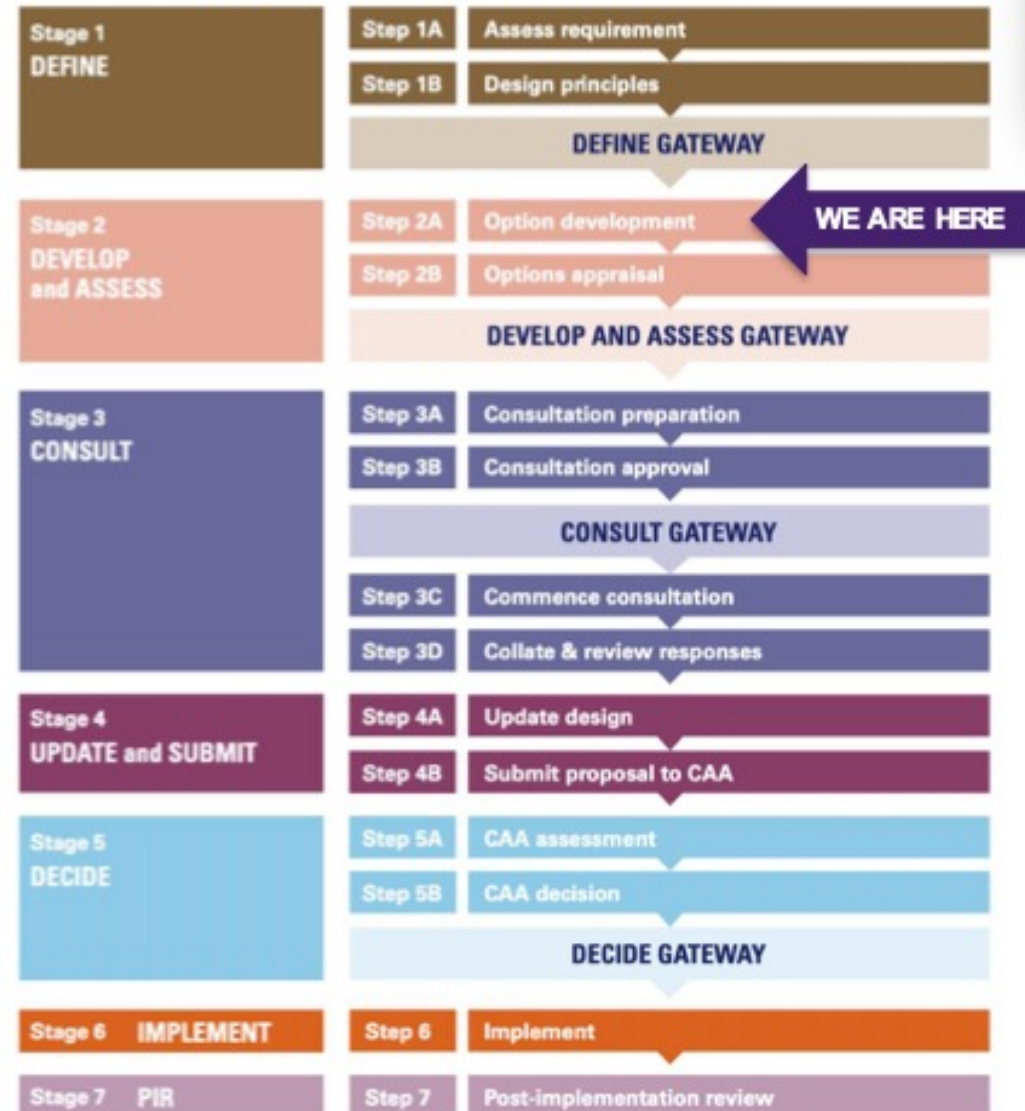 Stage 1
DEFINE
Step 1A Assess requirement
Step 1B Design principles
DEFINE GATEWAY
Stage 2
DEVELOP
and ASSESS
Step 2A Option development
WE ARE HERE
Step 2B Options appraisal
DEVELOP AND ASSESS GATEWAY
Stage 3
CONSULT
Step 3A Consultation preparation
Step 3B Consultation approval
CONSULT GATEWAY
Step 3C Commence consultation
Step 3D Collate & review responses
Stage 4
UPDATE and SUBMIT
Step 4A Update design
Step 4B Submit proposal to CAA
Stage 5
DECIDE
Step 5A CAA assessment
Step 5B CAA decision
DECIDE GATEWAY
Stage 6 IMPLEMENT Step 6 Implement
Stage 7 PIR Step 7 Post-implementation review